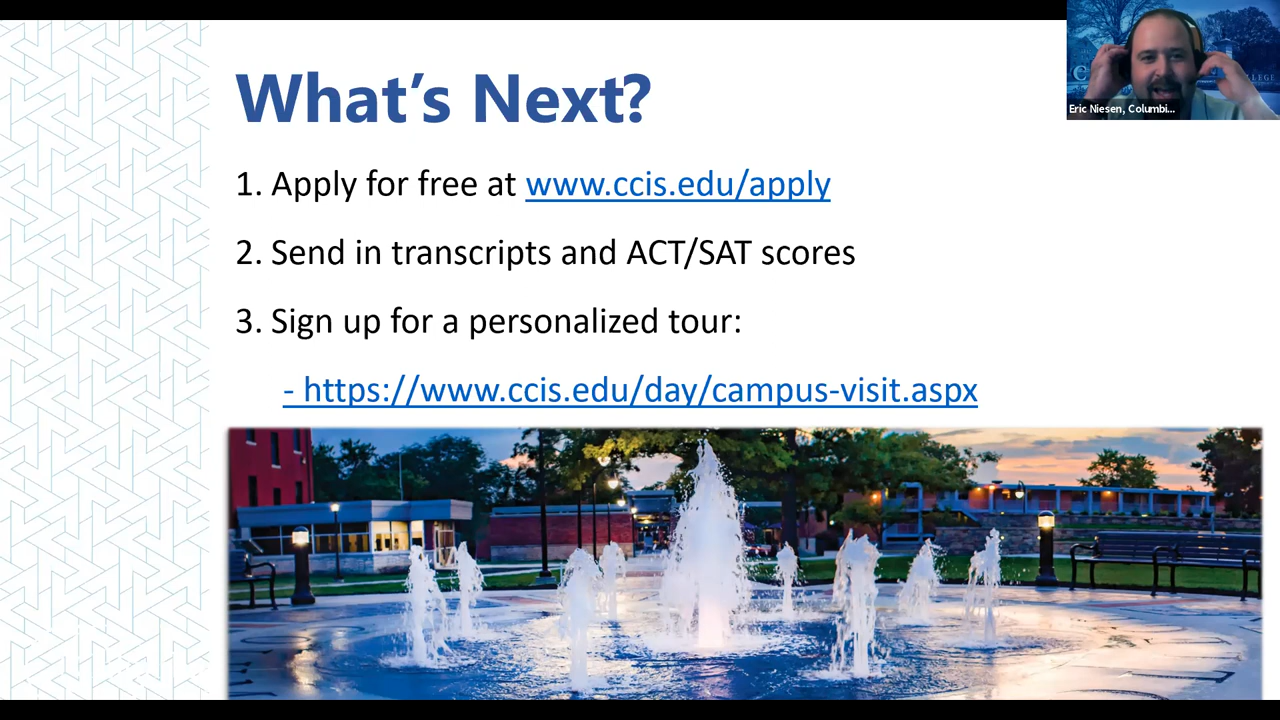 What's Next?
1. Apply for free at www.ccis.edu/apply
2. Send in transcripts and ACT/SAT scores
3. Sign up for a personalized tour:
- https://www.ccis.edu/day/campus-visit.aspx
Eric Niesen, Columbi...